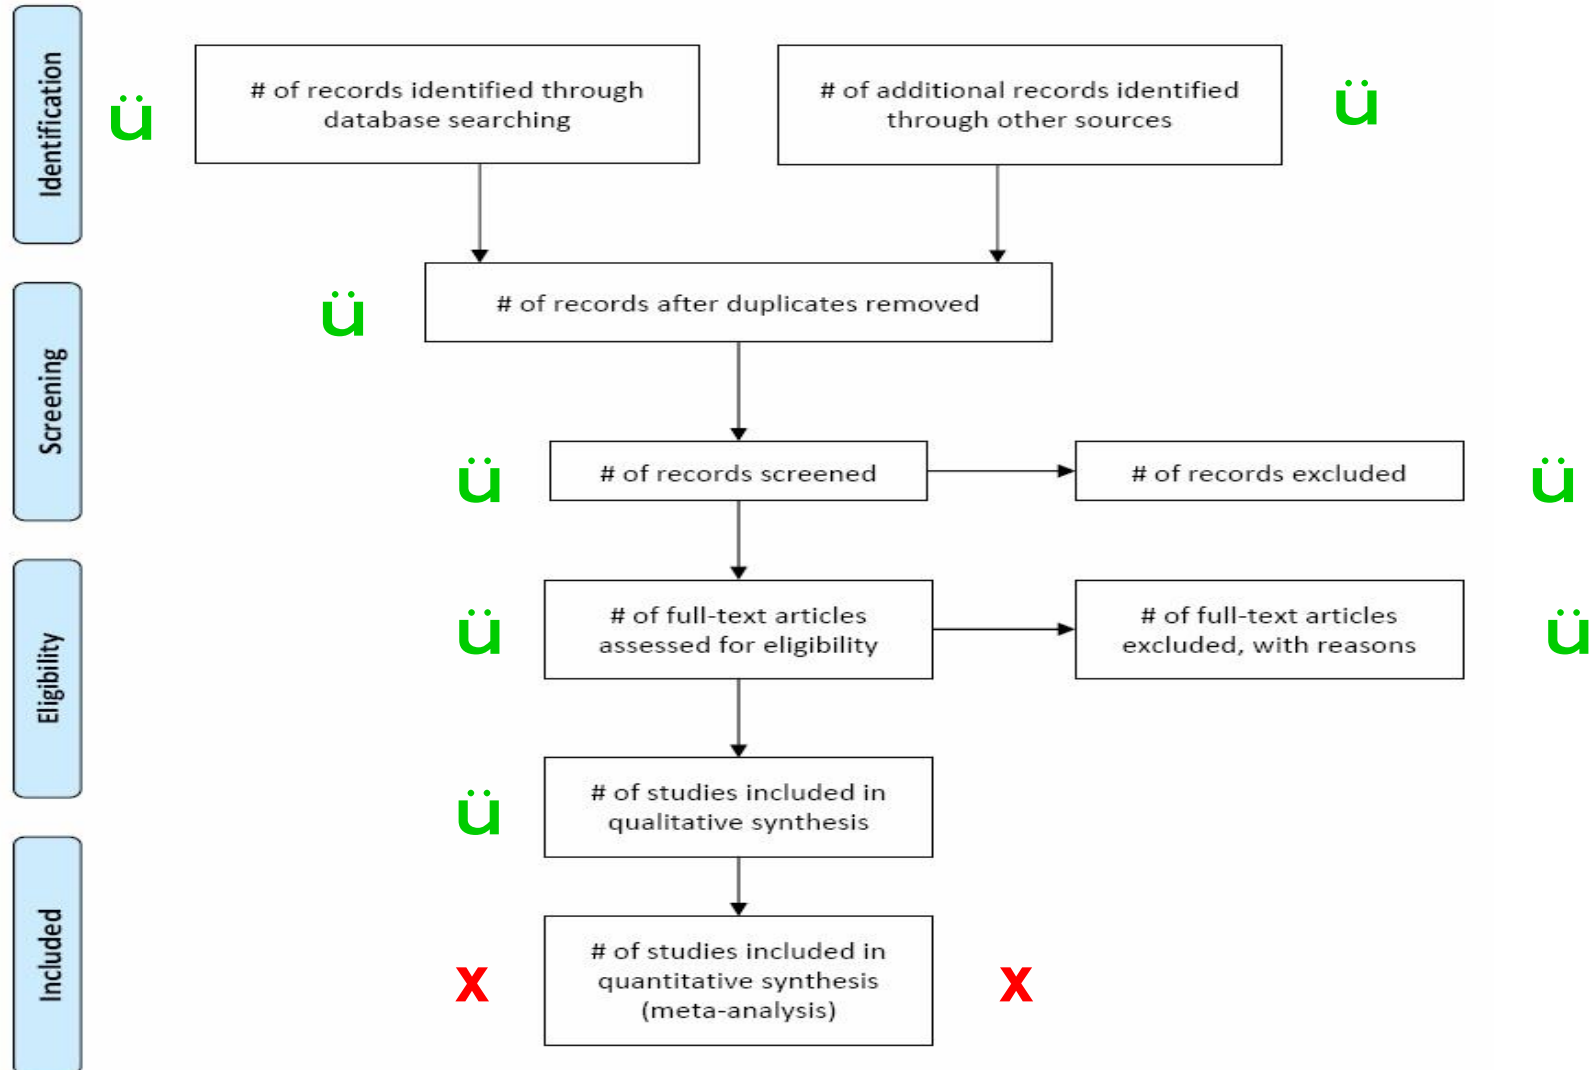 Identification
ü
# of records identified through
database searching
# of additional records identified
through other sources
ü
Screening
ü
# of records after duplicates removed
ü
# of records screened
# of records excluded
ü
Eligibility
ü
# of full-text articles
assessed for eligibility
# of full-text articles
excluded, with reasons
ü
ü
# of studies included in
qualitative synthesis
Included
x
# of studies included in
quantitative synthesis
(meta-analysis)
x